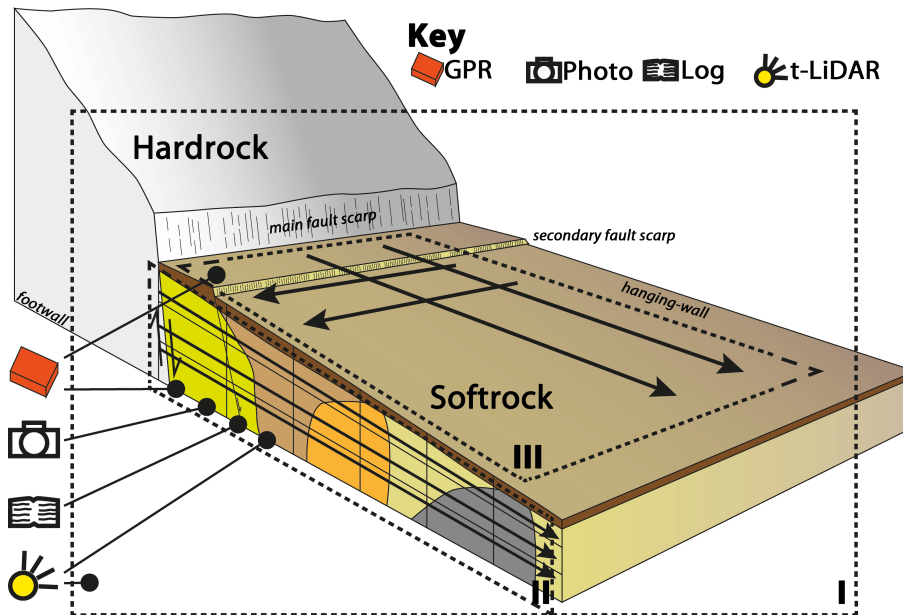 Key
GPR
Photo
Log
t-LiDAR
Hardrock
main fault scarp
secondary fault scarp
hanging-wall
footwall
Softrock
III
II
I